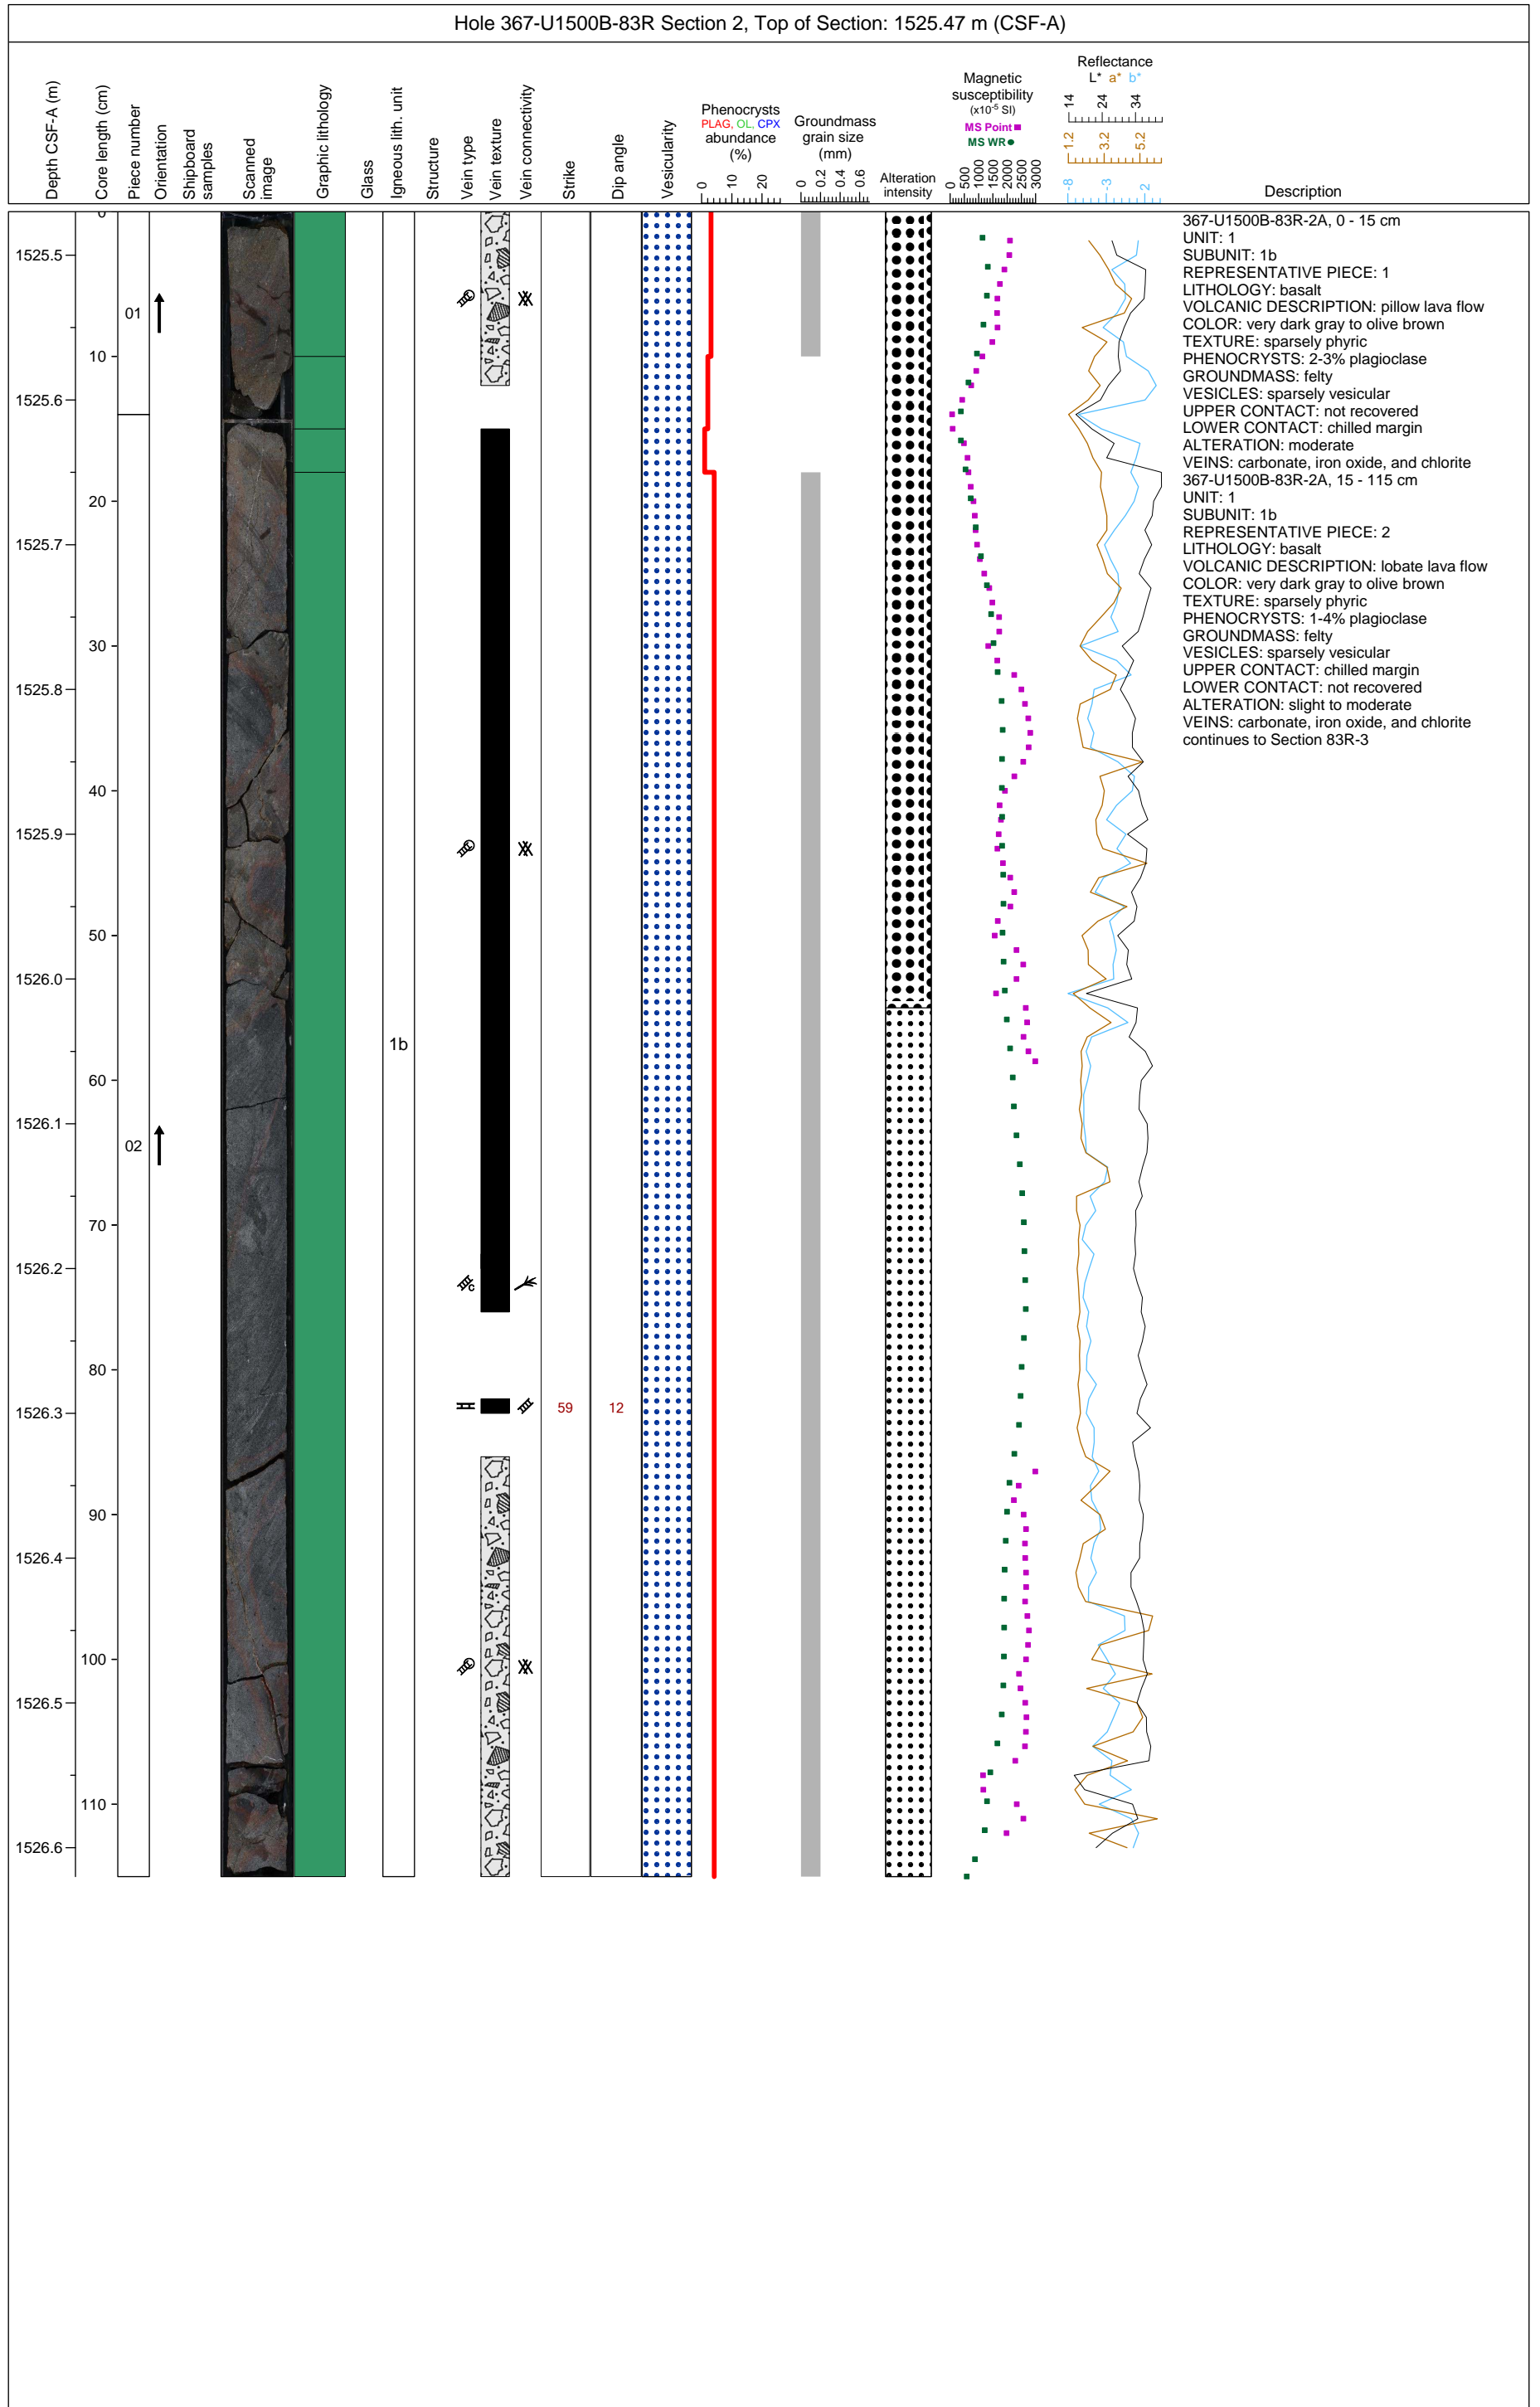 Hole 367-U1500B-83R Section 2, Top of Section: 1525.47 m (CSF-A)
Depth CSF-A (m)
Core length (cm)
Piece number
Orientation
Shipboard
samples
Scanned
image
Graphic lithology
Glass
Igneous lith. unit
Structure
Vein type
Vein texture
Vein connectivity
Strike
Dip angle
Vesicularity
Phenocrysts
PLAG, OL, CPX
abundance
(%)
0 10 20
Groundmass
grain size
(mm)
0 0.2 0.4 0.6
Alteration
intensity
Magnetic
susceptibility
(x10-5 SI)
MS Point
MS WR
0 500 1000 1500 2000 2500 3000
Reflectance
L* a* b*
14 24 34
1.2 3.2 5.2
-8 -3 2
Description
1525.5
1525.6
1525.7
1525.8
1525.9
1526.0
1526.1
1526.2
1526.3
1526.4
1526.5
1526.6
0
10
20
30
40
50
60
70
80
90
100
110
01
02
1b
59
12
367-U1500B-83R-2A, 0 - 15 cm
UNIT: 1
SUBUNIT: 1b
REPRESENTATIVE PIECE: 1
LITHOLOGY: basalt
VOLCANIC DESCRIPTION: pillow lava flow
COLOR: very dark gray to olive brown
TEXTURE: sparsely phyric
PHENOCRYSTS: 2-3% plagioclase
GROUNDMASS: felty
VESICLES: sparsely vesicular
UPPER CONTACT: not recovered
LOWER CONTACT: chilled margin
ALTERATION: moderate
VEINS: carbonate, iron oxide, and chlorite
367-U1500B-83R-2A, 15 - 115 cm
UNIT: 1
SUBUNIT: 1b
REPRESENTATIVE PIECE: 2
LITHOLOGY: basalt
VOLCANIC DESCRIPTION: lobate lava flow
COLOR: very dark gray to olive brown
TEXTURE: sparsely phyric
PHENOCRYSTS: 1-4% plagioclase
GROUNDMASS: felty
VESICLES: sparsely vesicular
UPPER CONTACT: chilled margin
LOWER CONTACT: not recovered
ALTERATION: slight to moderate
VEINS: carbonate, iron oxide, and chlorite
continues to Section 83R-3